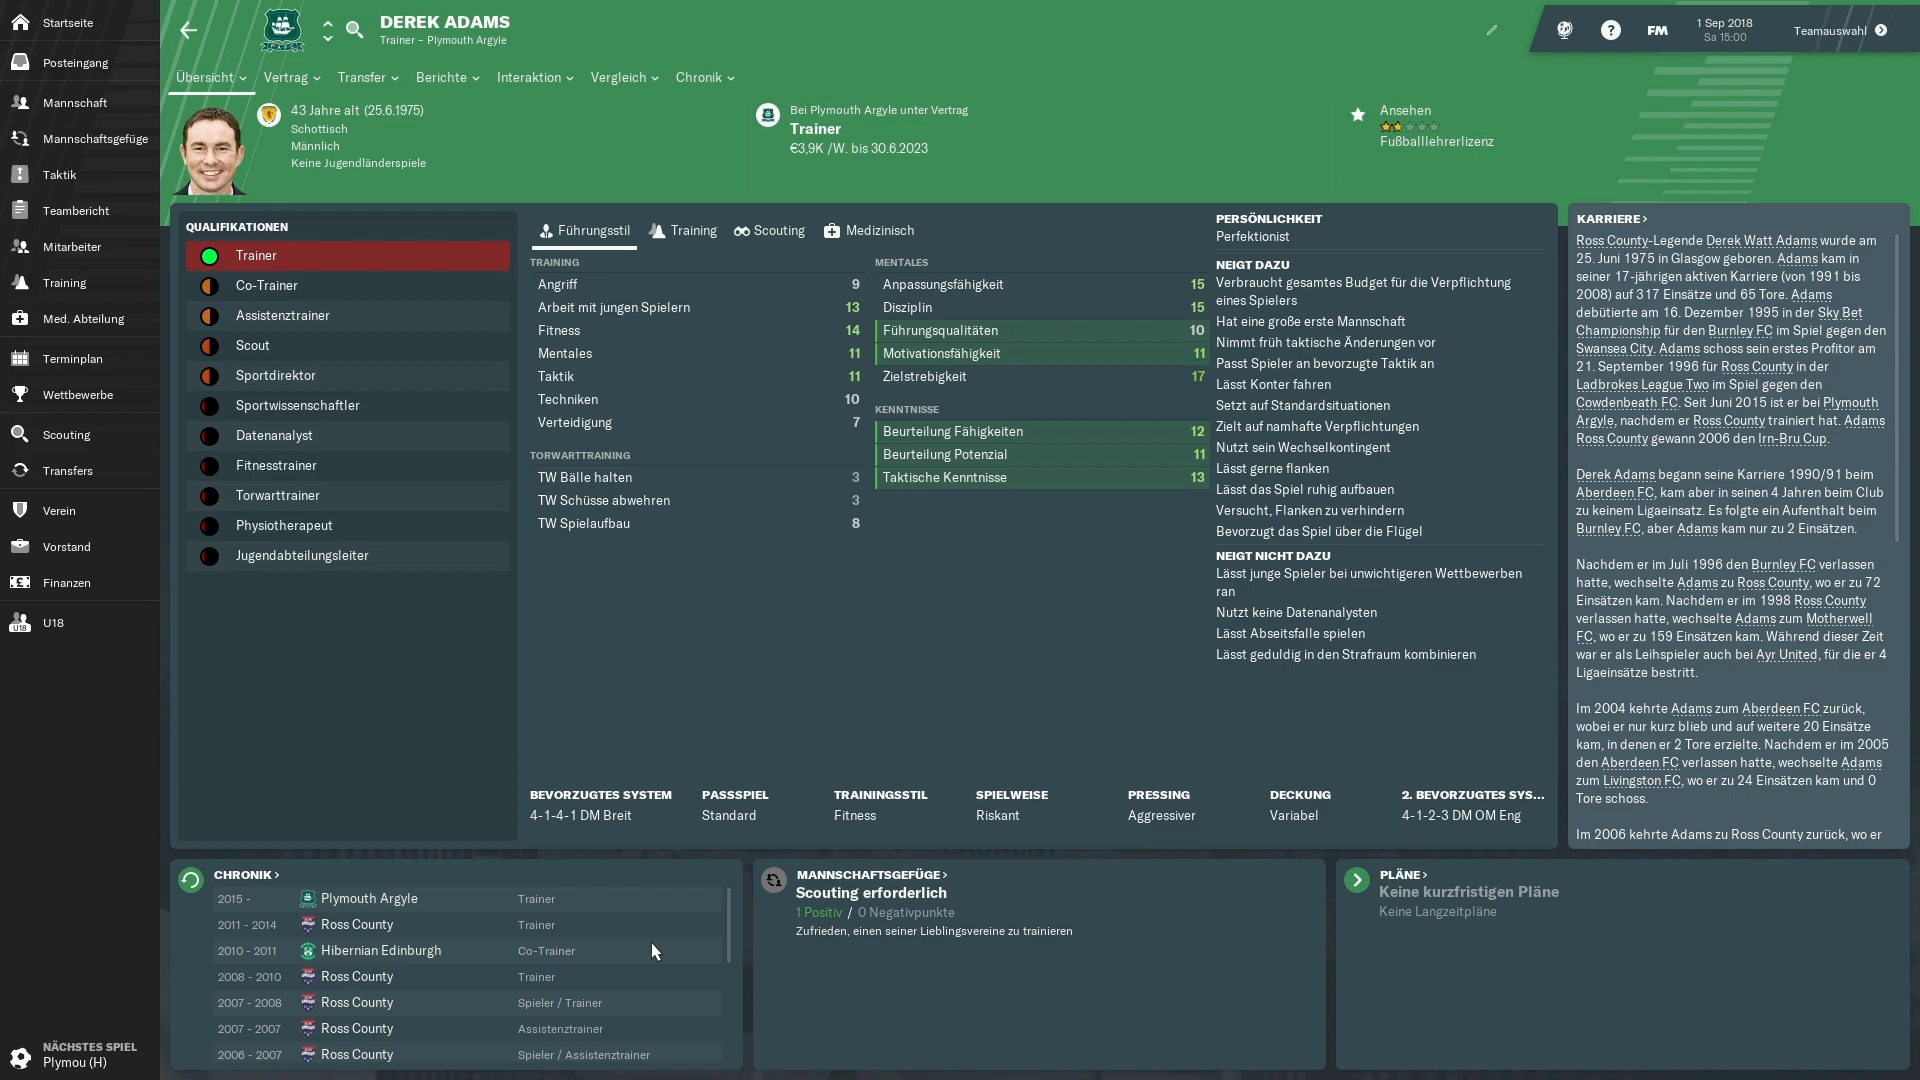 Startseite
Posteingang
Mannschaft
Mannschaftsgefüge
Taktik
Teambericht
Mitarbeiter
Training
Med. Abteilung
Terminplan
Wettbewerbe
Scouting
Transfers
Verein
Vorstand
Finanzen
U18
U18
NÄCHSTES SPIEL
Plymou (H)
DEREK ADAMS
Trainer – Plymouth Argyle
?
FM
1 Sep 2018
Sa 15:00
Teamauswahl
Übersicht
Vertrag
Transfer
Berichte
Interaktion
Vergleich
Chronik
43 Jahre alt (25.6.1975)
Schottisch
Männlich
Keine Jugendländerspiele
Bei Plymouth Argyle unter Vertrag
Trainer
€3,9K /W. bis 30.6.2023
Ansehen
Fußballlehrerlizenz
QUALIFIKATIONEN
Trainer
Co-Trainer
Assistenztrainer
Scout
Sportdirektor
Sportwissenschaftler
Datenanalyst
Fitnesstrainer
Torwarttrainer
Physiotherapeut
Jugendabteilungsleiter
Führungsstil
Training
Scouting
Medizinisch
TRAINING
Angriff 9
Arbeit mit jungen Spielern 13
Fitness 14
Mentales 11
Taktik 11
Techniken 10
Verteidigung 7
TORWARTTRAINING
TW Bälle halten 3
TW Schüsse abwehren 3
TW Spielaufbau 8
MENTALES
Anpassungsfähigkeit 15
Disziplin 15
Führungsqualitäten 10
Motivationsfähigkeit 11
Zielstrebigkeit 17
KENNTNISSE
Beurteilung Fähigkeiten 12
Beurteilung Potenzial 11
Taktische Kenntnisse 13
PERSÖNLICHKEIT
Perfektionist
NEIGT DAZU
Verbraucht gesamtes Budget für die Verpflichtung
eines Spielers
Hat eine große erste Mannschaft
Nimmt früh taktische Änderungen vor
Passt Spieler an bevorzugte Taktik an
Lässt Konter fahren
Setzt auf Standardsituationen
Zielt auf namhafte Verpflichtungen
Nutzt sein Wechselkontingent
Lässt gerne flanken
Lässt das Spiel ruhig aufbauen
Versucht, Flanken zu verhindern
Bevorzugt das Spiel über die Flügel
NEIGT NICHT DAZU
Lässt junge Spieler bei unwichtigeren Wettbewerben
ran
Nutzt keine Datenanalysten
Lässt Abseitsfalle spielen
Lässt geduldig in den Strafraum kombinieren
BEVORZUGTES SYSTEM
4-1-4-1 DM Breit
PASSSPIEL
Standard
TRAININGSSTIL
Fitness
SPIELWEISE
Riskant
PRESSING
Aggressiver
DECKUNG
Variabel
2. BEVORZUGTES SYS...
4-1-2-3 DM OM Eng
KARRIERE ›
Ross County-Legende Derek Watt Adams wurde am
25. Juni 1975 in Glasgow geboren. Adams kam in
seiner 17-jährigen aktiven Karriere (von 1991 bis
2008) auf 317 Einsätze und 65 Tore. Adams
debütierte am 16. Dezember 1995 in der Sky Bet
Championship für den Burnley FC im Spiel gegen den
Swansea City. Adams schoss sein erstes Profitor am
21. September 1996 für Ross County in der
Ladbrokes League Two im Spiel gegen den
Cowdenbeath FC. Seit Juni 2015 ist er bei Plymouth
Argyle, nachdem er Ross County trainiert hat. Adams
Ross County gewann 2006 den Irn-Bru Cup.
Derek Adams begann seine Karriere 1990/91 beim
Aberdeen FC, kam aber in seinen 4 Jahren beim Club
zu keinem Ligaeinsatz. Es folgte ein Aufenthalt beim
Burnley FC, aber Adams kam nur zu 2 Einsätzen.
Nachdem er im Juli 1996 den Burnley FC verlassen
hatte, wechselte Adams zu Ross County, wo er zu 72
Einsätzen kam. Nachdem er im 1998 Ross County
verlassen hatte, wechselte Adams zum Motherwell
FC, wo er zu 159 Einsätzen kam. Während dieser Zeit
war er als Leihspieler auch bei Ayr United, für die er 4
Ligaeinsätze bestritt.
Im 2004 kehrte Adams zum Aberdeen FC zurück,
wobei er nur kurz blieb und auf weitere 20 Einsätze
kam, in denen er 2 Tore erzielte. Nachdem er im 2005
den Aberdeen FC verlassen hatte, wechselte Adams
zum Livingston FC, wo er zu 24 Einsätzen kam und 0
Tore schoss.
Im 2006 kehrte Adams zu Ross County zurück, wo er
CHRONIK ›
2015 - Plymouth Argyle Trainer
2011 - 2014 Ross County Trainer
2010 - 2011 Hibernian Edinburgh Co-Trainer
2008 - 2010 Ross County Trainer
2007 - 2008 Ross County Spieler / Trainer
2007 - 2007 Ross County Assistenztrainer
2006 - 2007 Ross County Spieler / Assistenztrainer
MANNSCHAFTSGEFÜGE ›
Scouting erforderlich
1 Positiv / 0 Negativpunkte
Zufrieden, einen seiner Lieblingsvereine zu trainieren
PLÄNE ›
Keine kurzfristigen Pläne
Keine Langzeitpläne